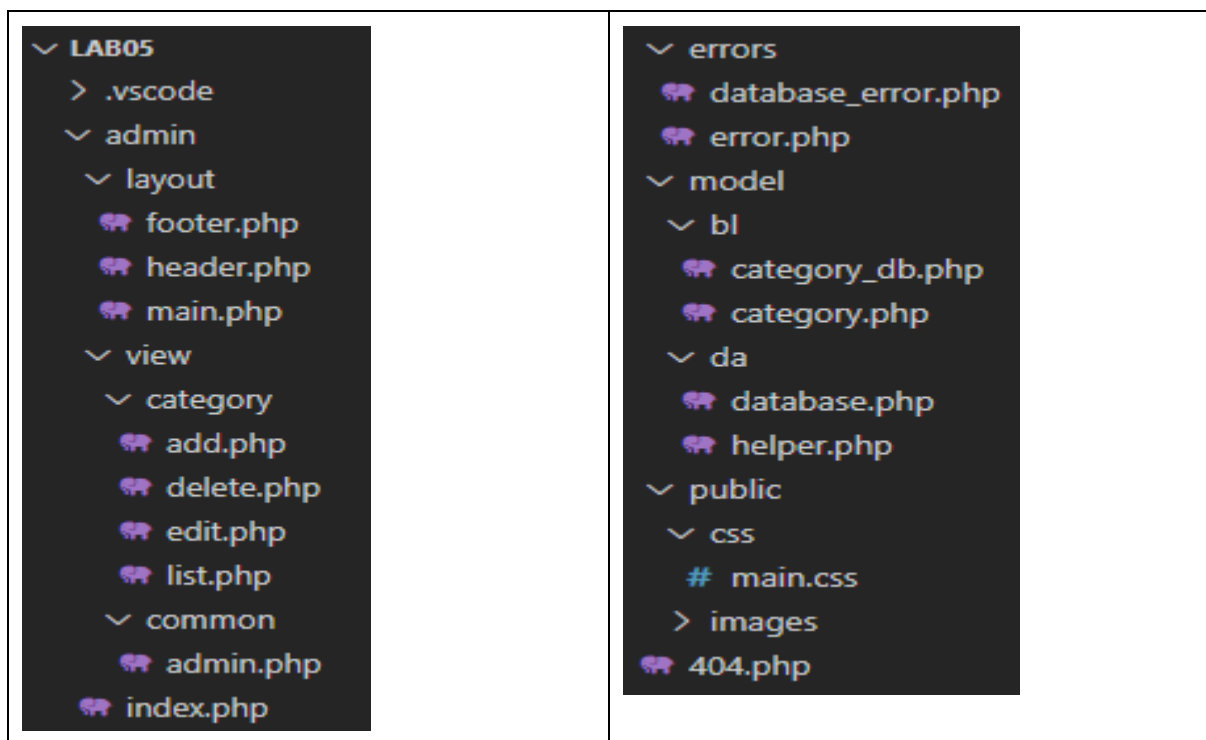 LAB05
.vscode
admin
layout
footer.php
header.php
main.php
view
category
add.php
delete.php
edit.php
list.php
common
admin.php
index.php
errors
database_error.php
error.php
model
bl
category_db.php
category.php
da
database.php
helper.php
public
css
# main.css
images
404.php